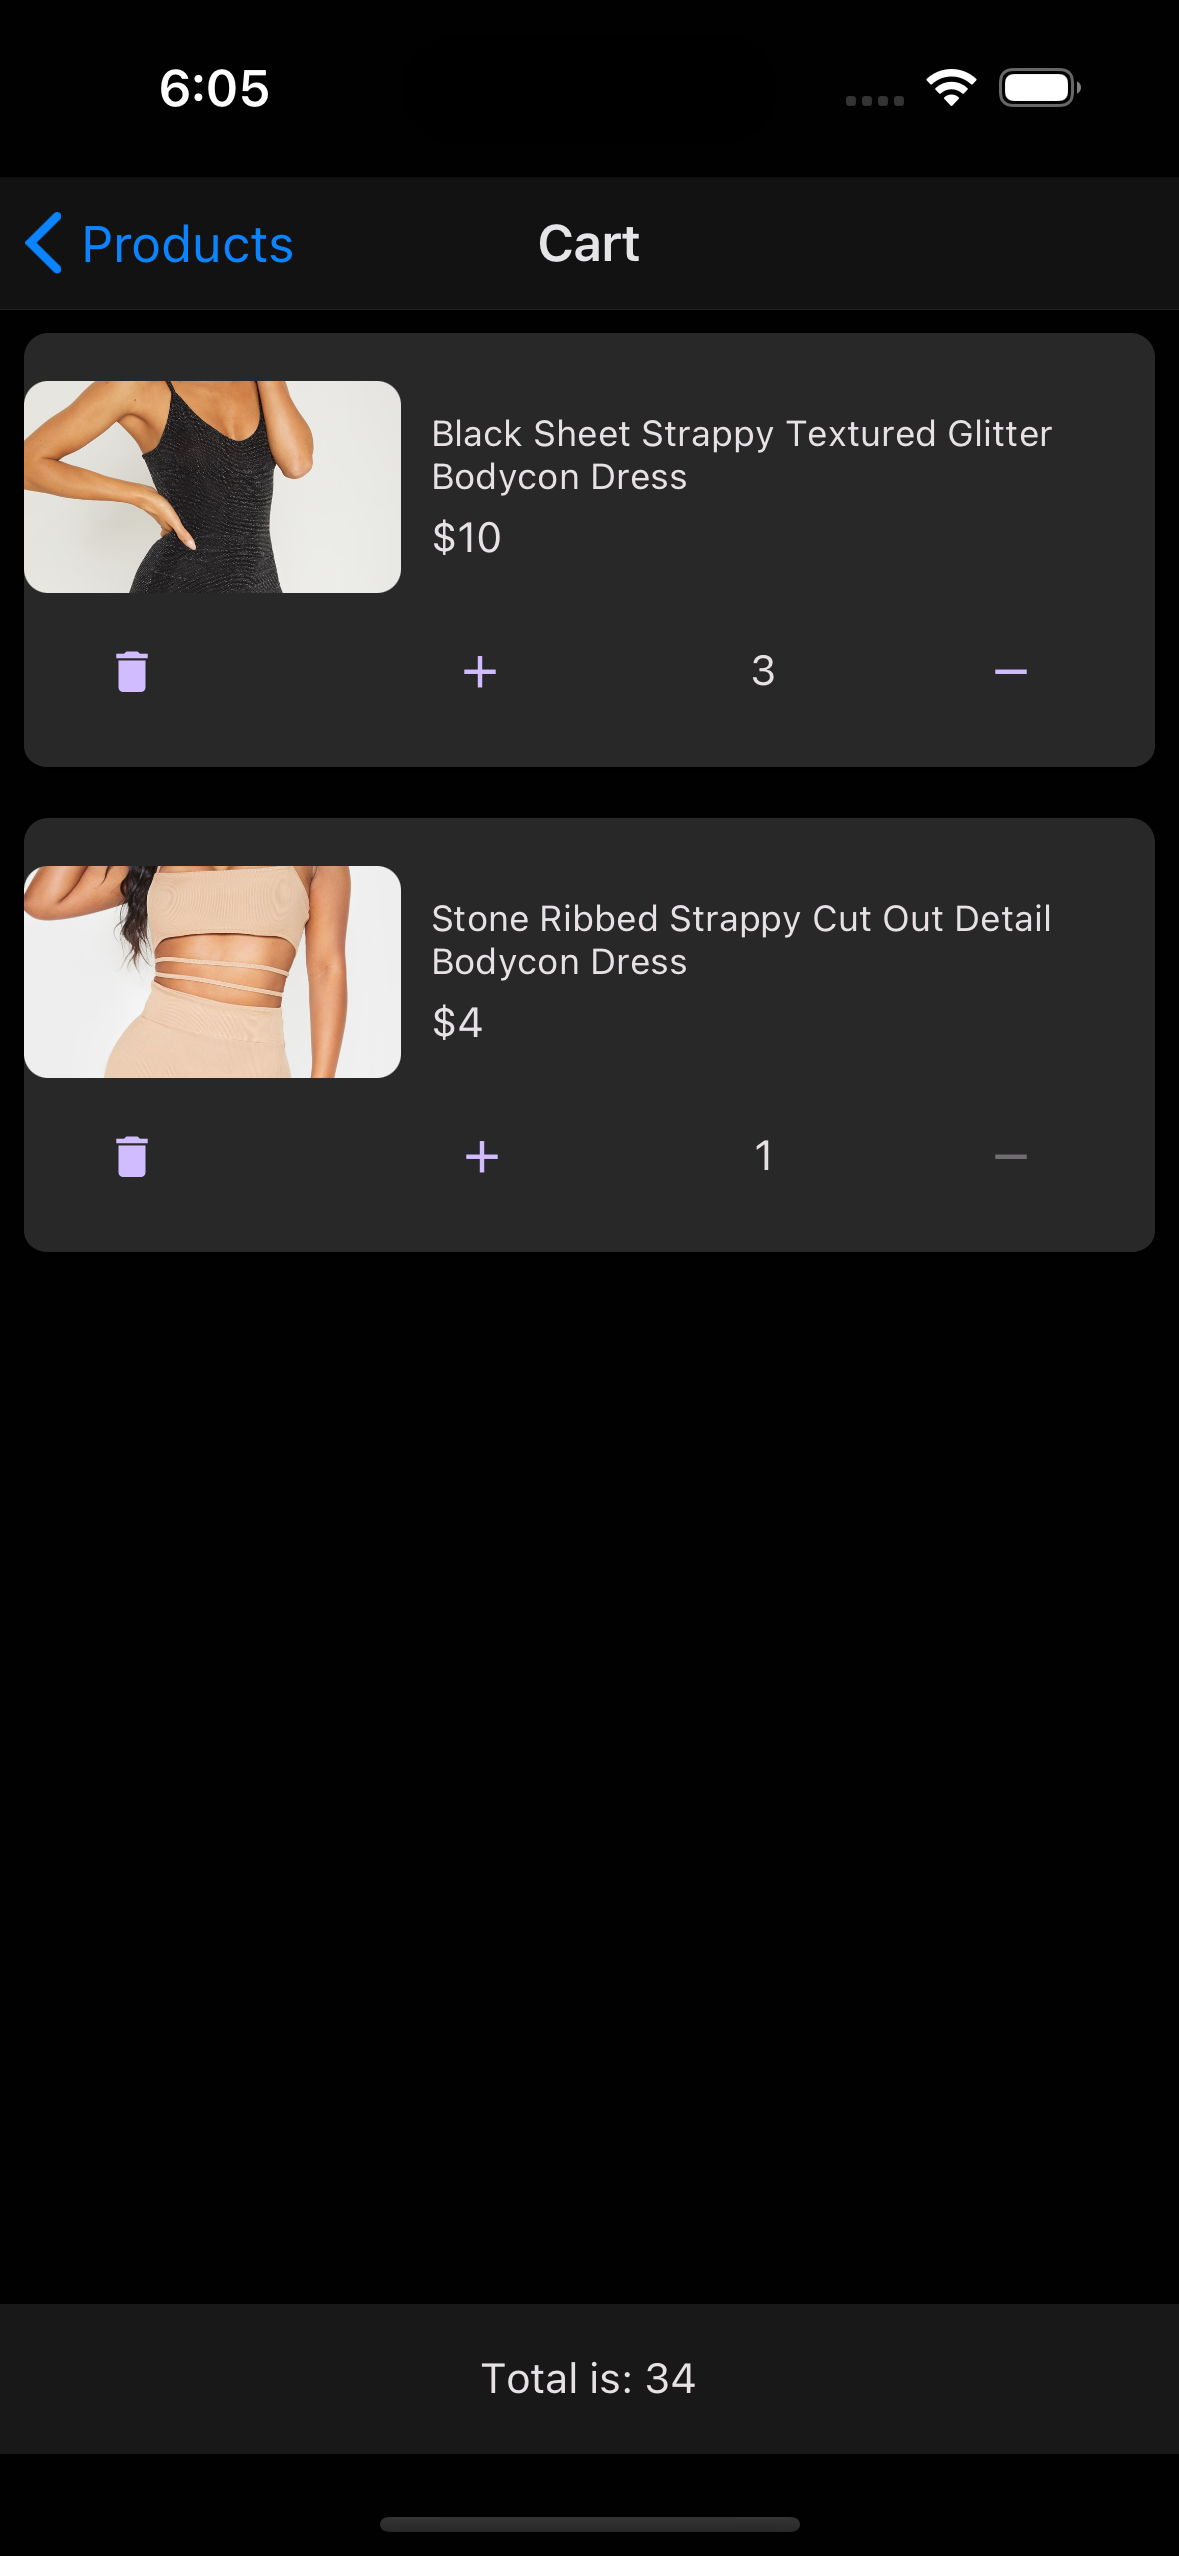 6:05
Products
Cart
Black Sheet Strappy Textured Glitter
Bodycon Dress
$10
+ 3 −
Stone Ribbed Strappy Cut Out Detail
Bodycon Dress
$4
+ 1 −
Total is: 34